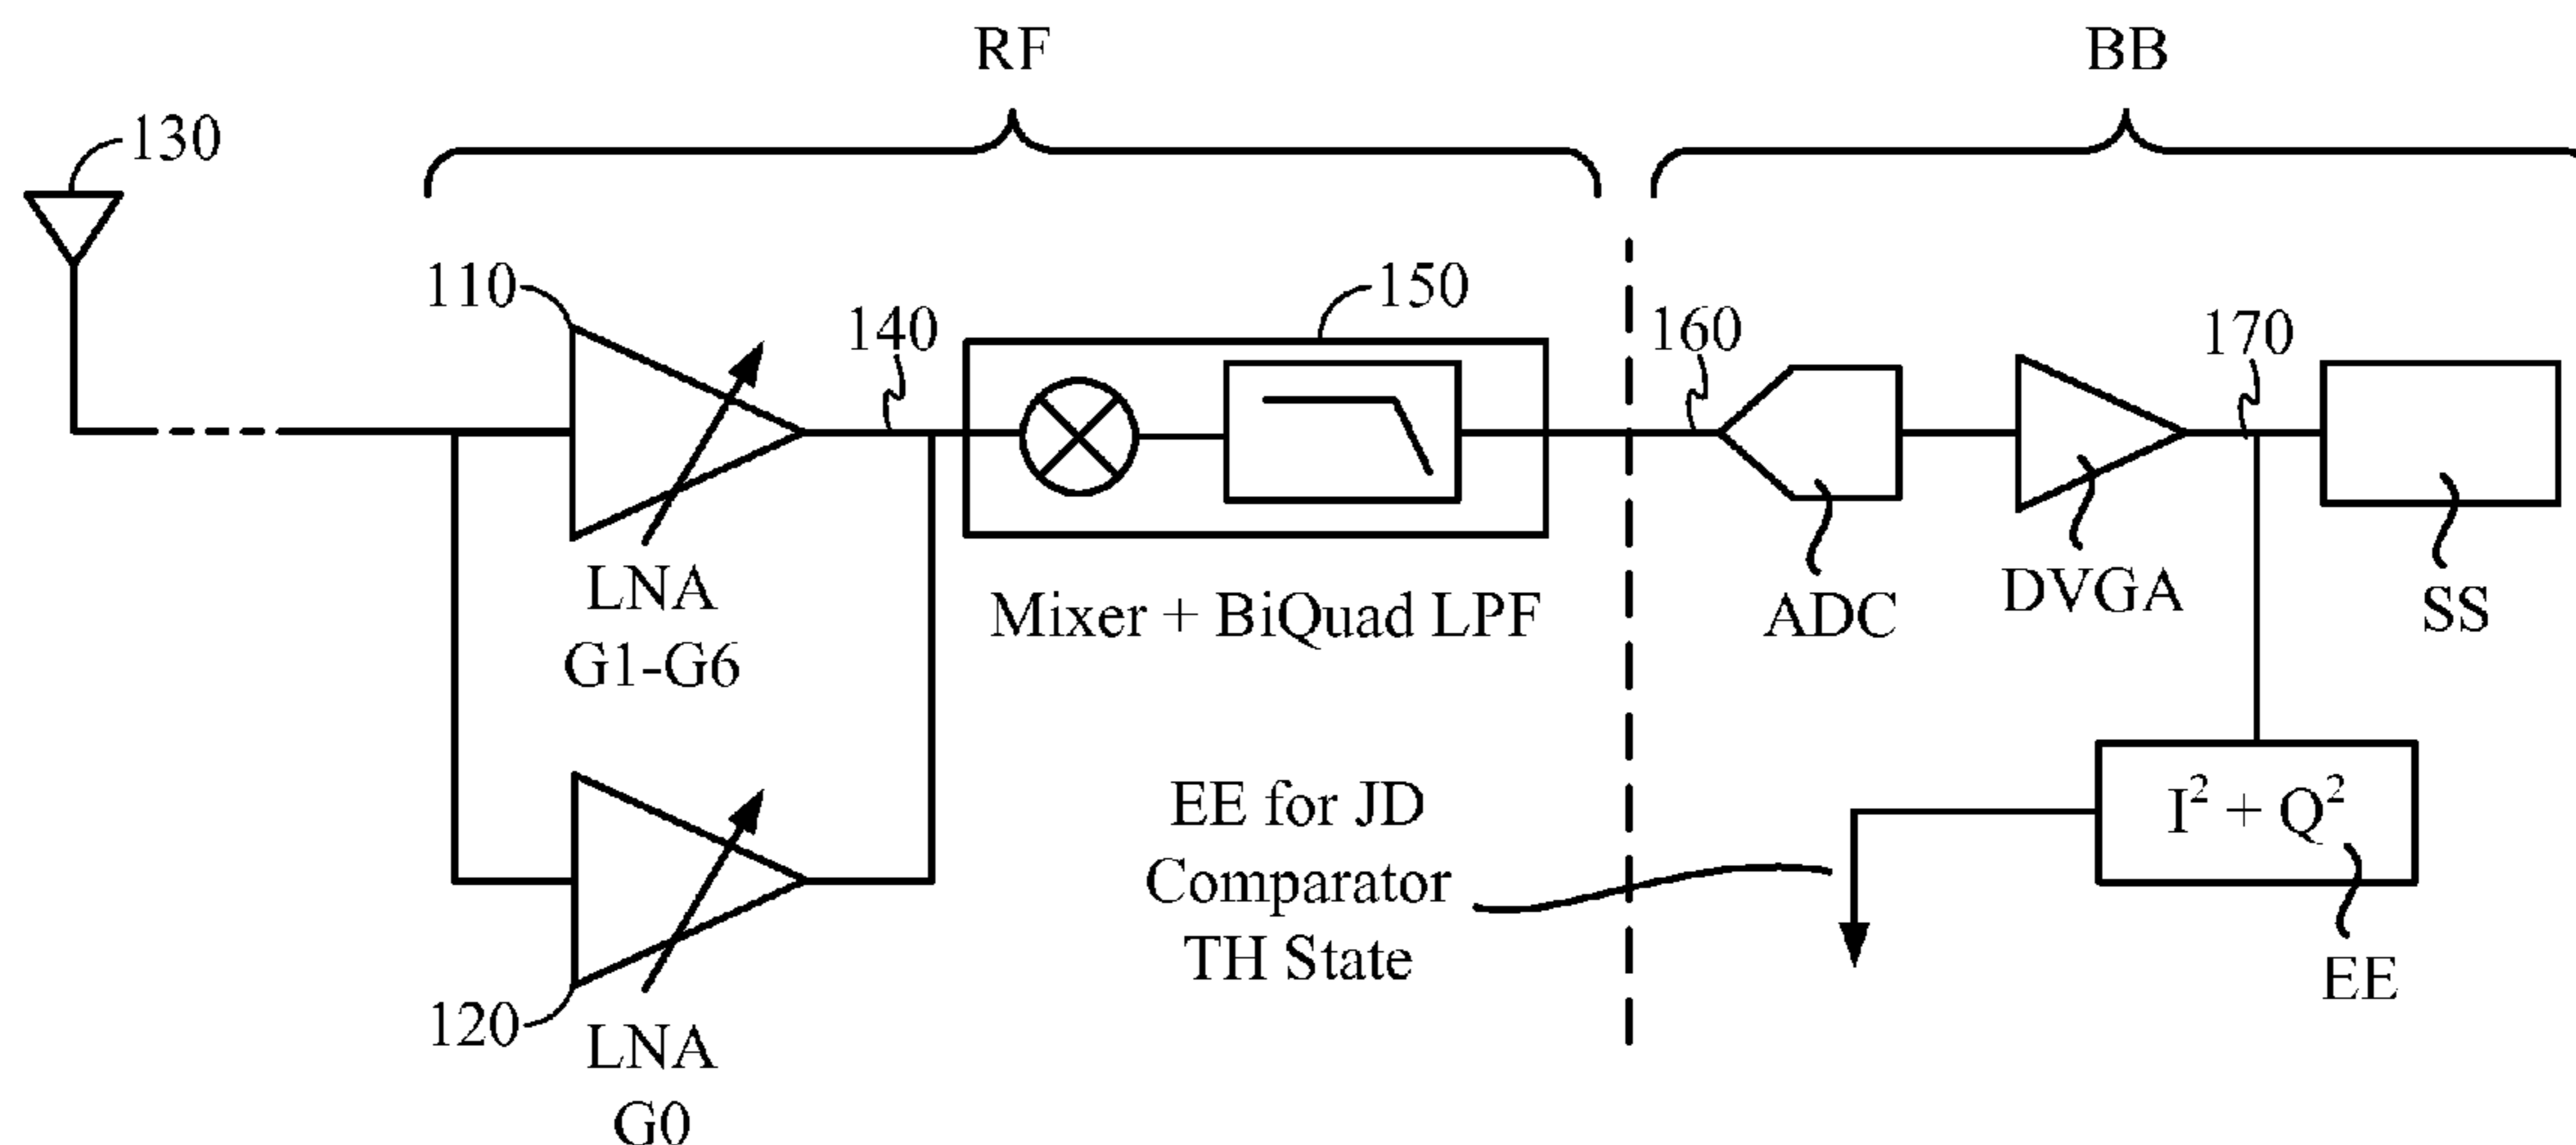 RF
BB
130
110
140
150
160
170
LNA
G1-G6
Mixer + BiQuad LPF
ADC
DVGA
SS
EE for JD
Comparator
TH State
I² + Q²
EE
120
LNA
G0